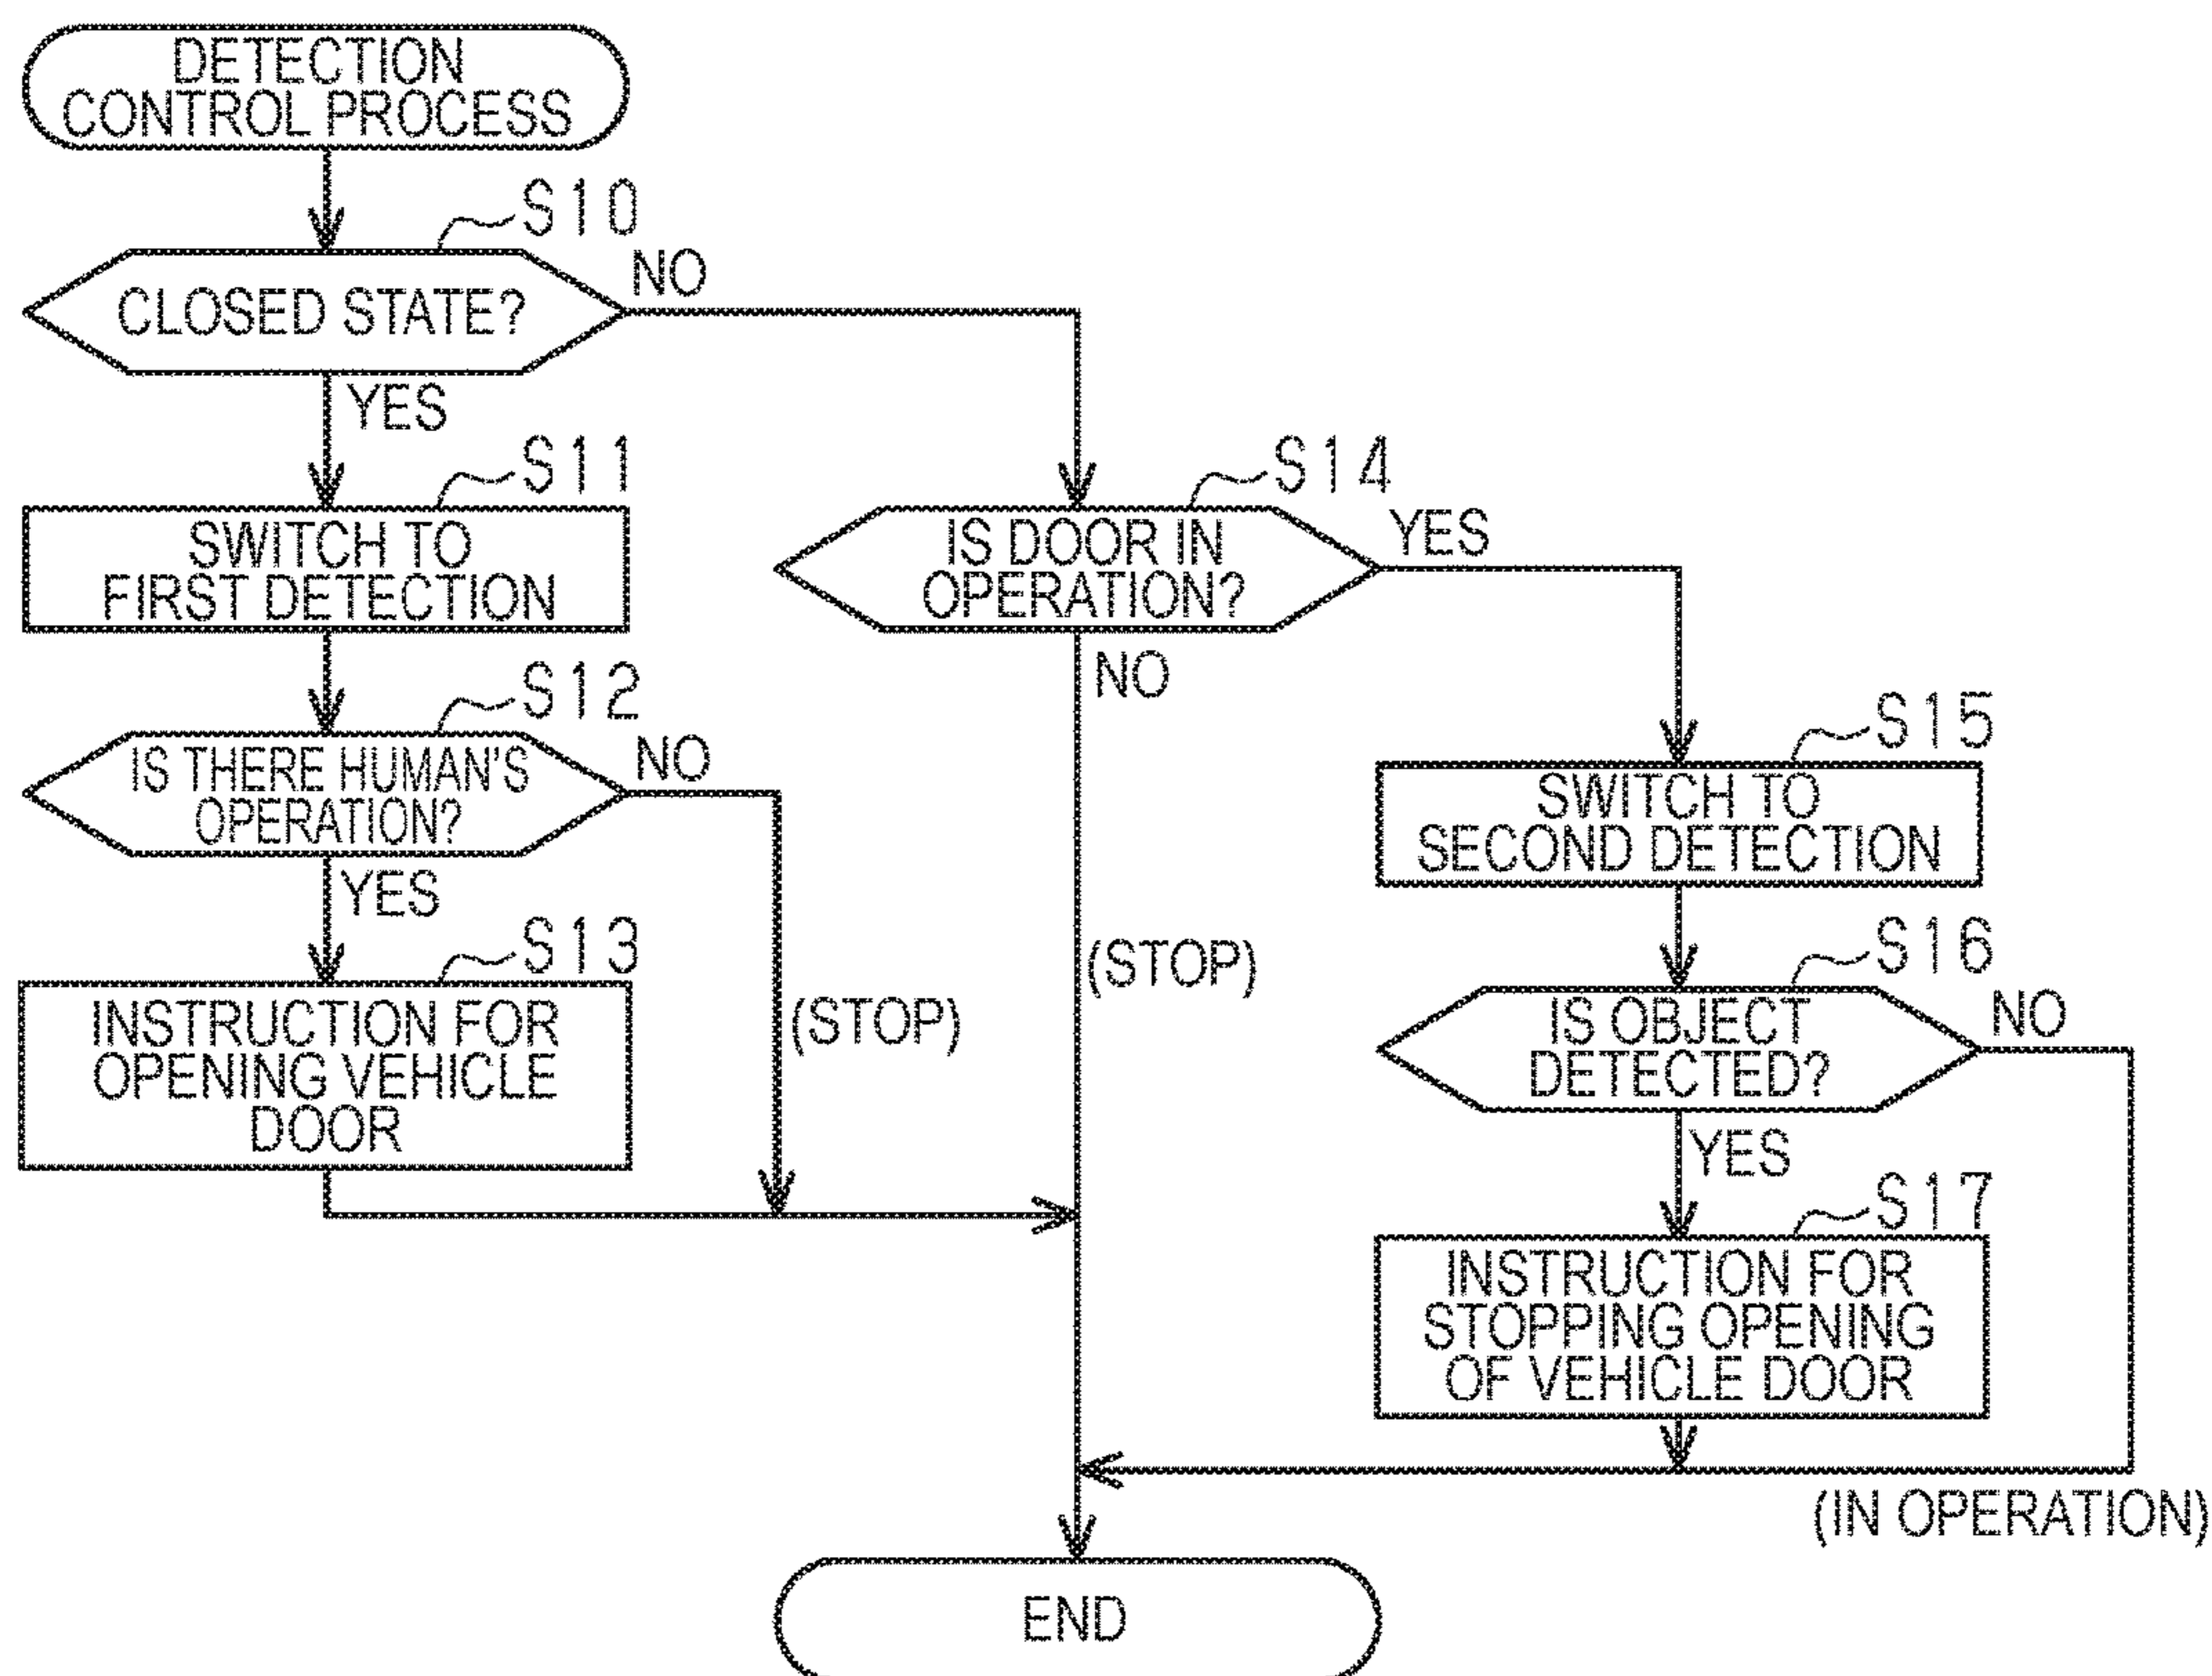 DETECTION
CONTROL PROCESS
S10
CLOSED STATE?
NO
YES
S11
SWITCH TO
FIRST DETECTION
S12
IS THERE HUMAN'S
OPERATION?
NO
YES
(STOP)
S13
INSTRUCTION FOR
OPENING VEHICLE
DOOR
S14
IS DOOR IN
OPERATION?
YES
NO
(STOP)
S15
SWITCH TO
SECOND DETECTION
S16
IS OBJECT
DETECTED?
NO
YES
S17
INSTRUCTION FOR
STOPPING OPENING
OF VEHICLE DOOR
(IN OPERATION)
END